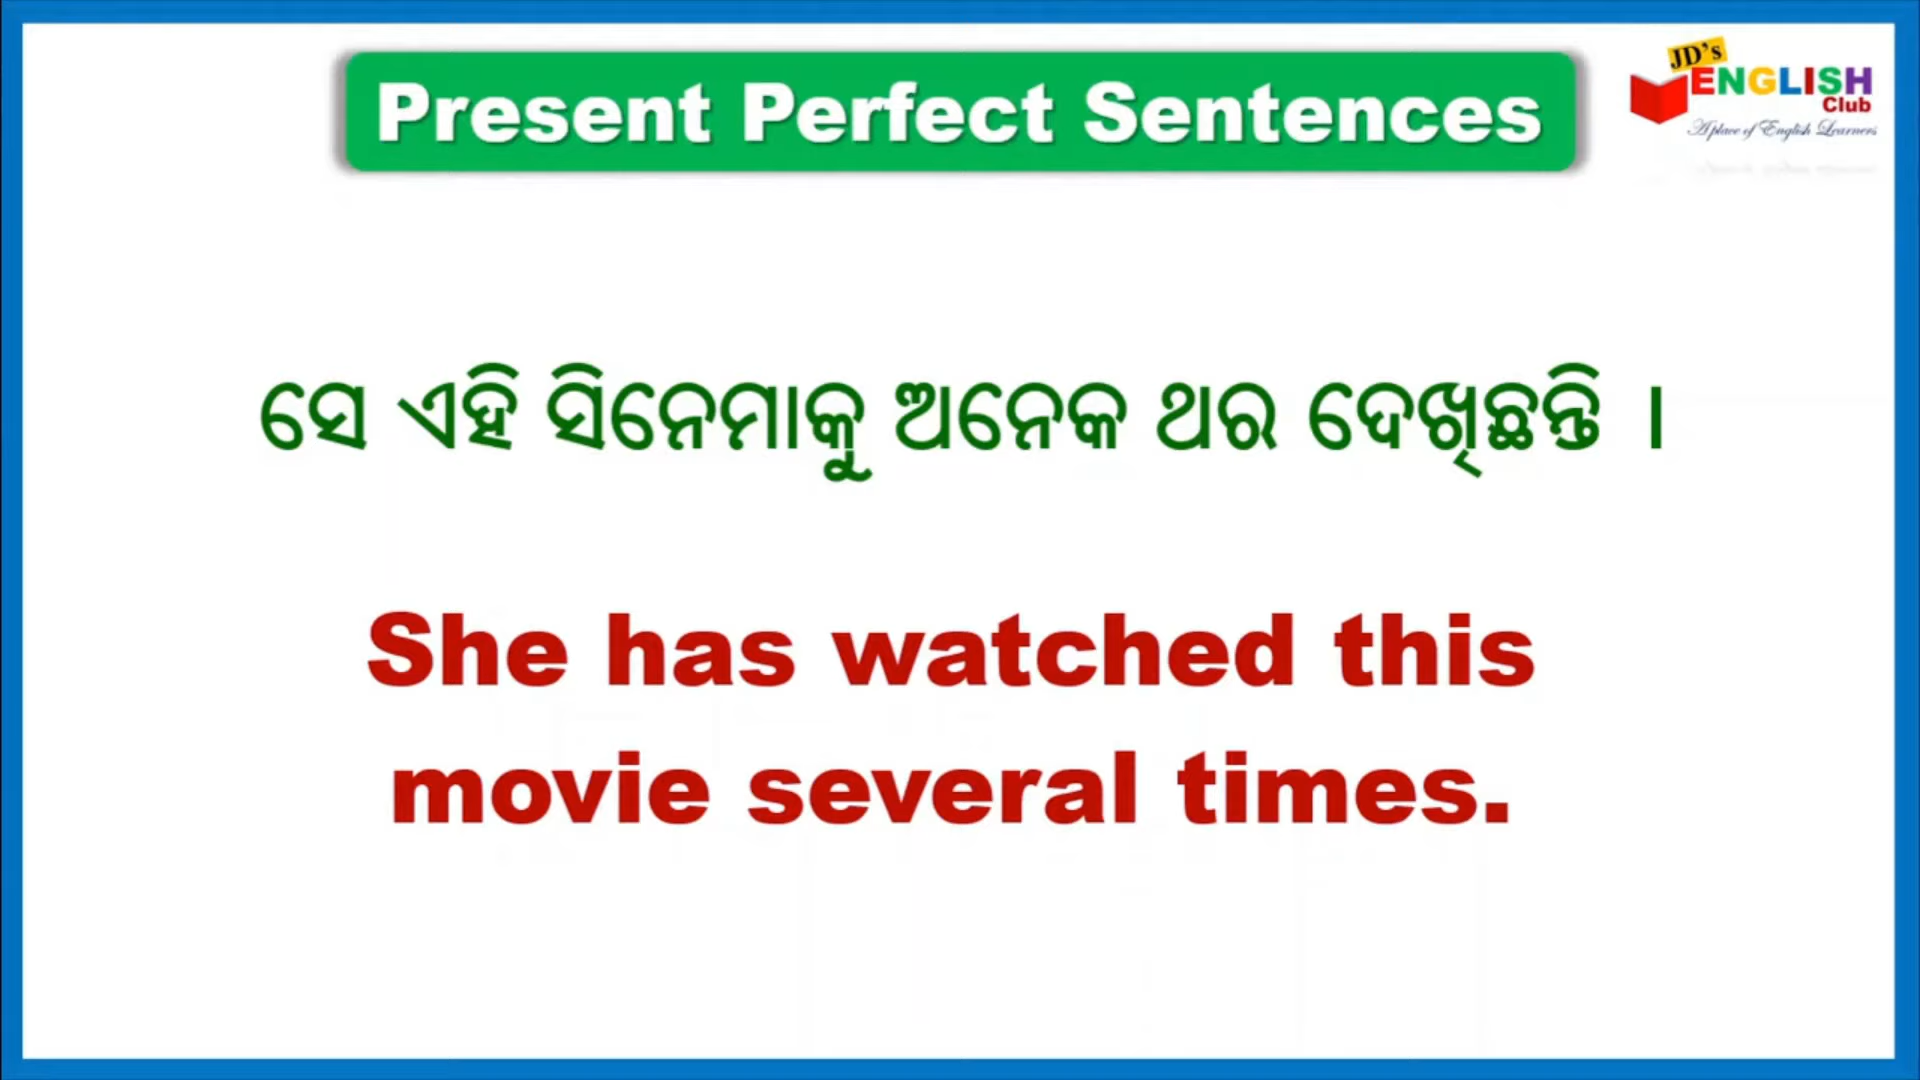 Present Perfect Sentences
JD's
ENGLISH
Club
A place of English Learners
ସେ ଏହି ସିନେମାକୁ ଅନେକ ଥର ଦେଖିଛନ୍ତି ।
She has watched this
movie several times.